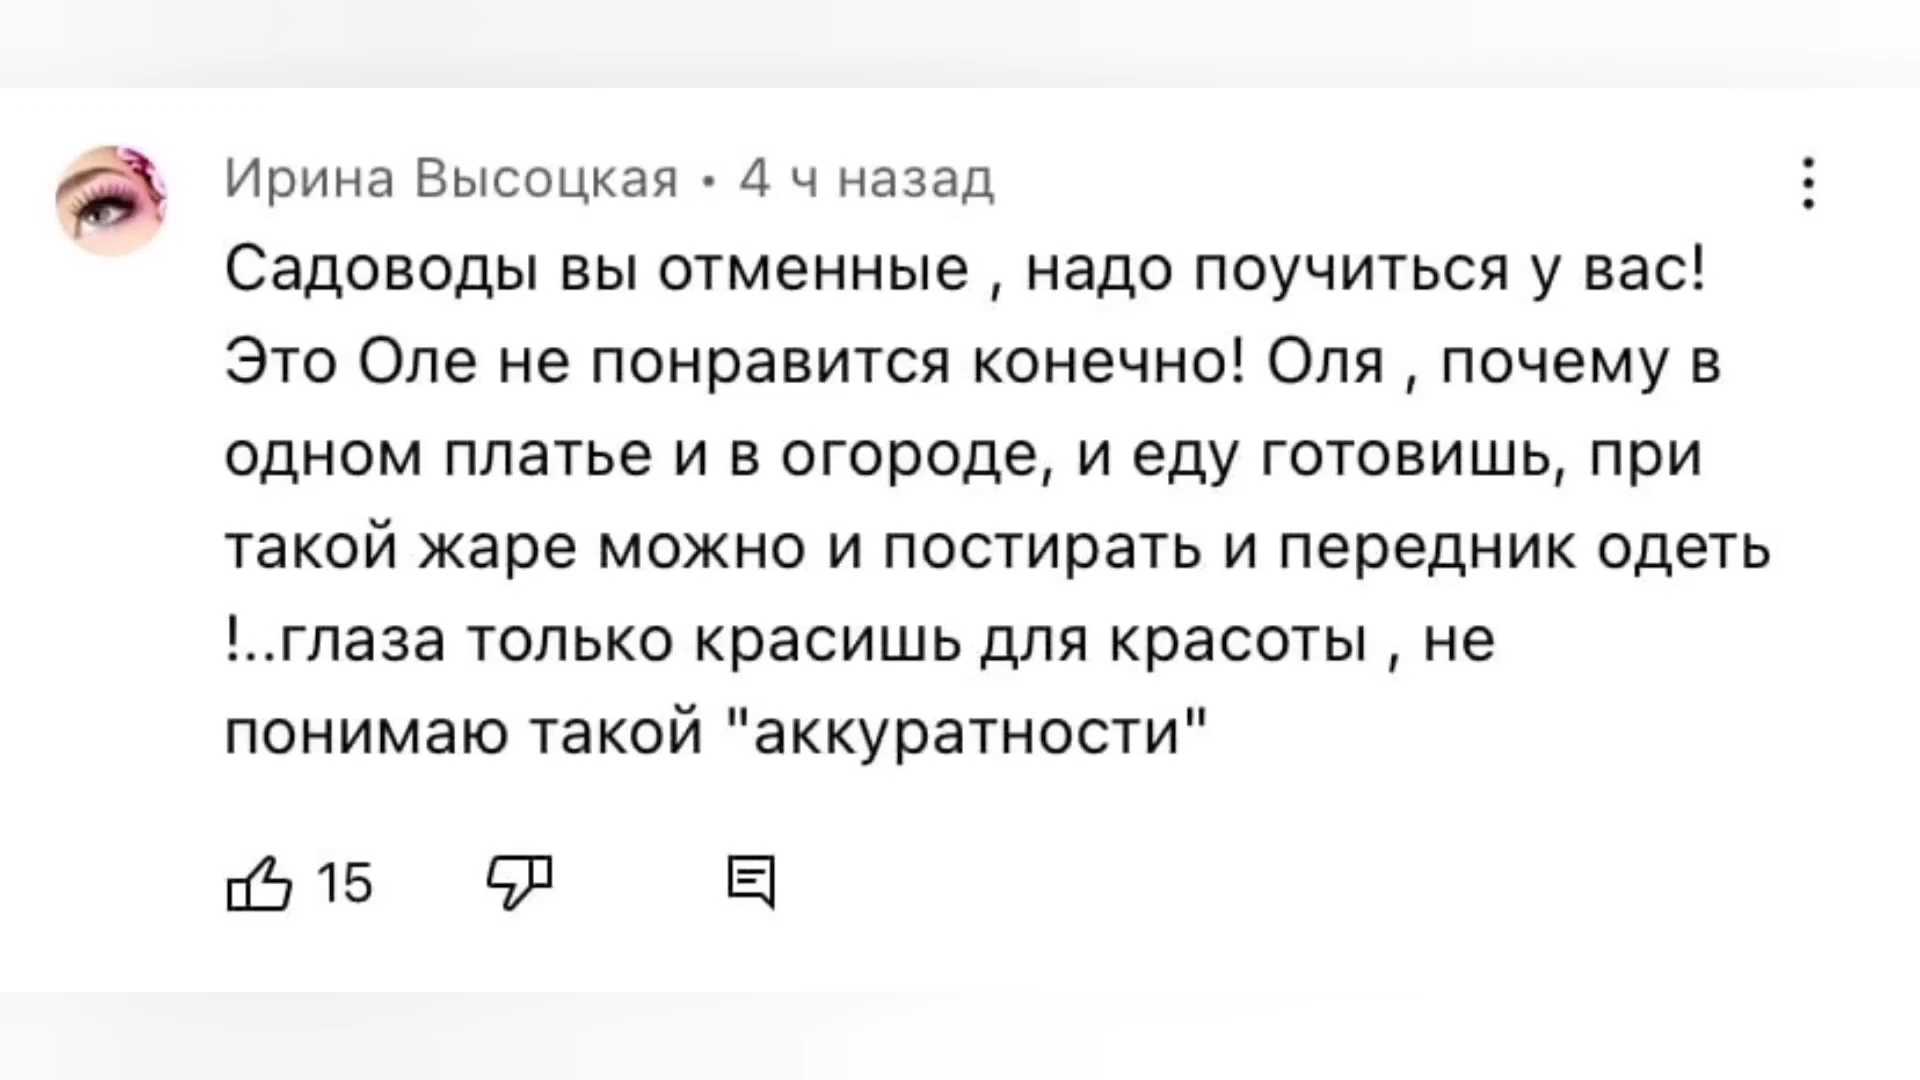 Ирина Высоцкая • 4 ч назад
Садоводы вы отменные , надо поучиться у вас!
Это Оле не понравится конечно! Оля , почему в
одном платье и в огороде, и еду готовишь, при
такой жаре можно и постирать и передник одеть
!..глаза только красишь для красоты , не
понимаю такой "аккуратности"
15